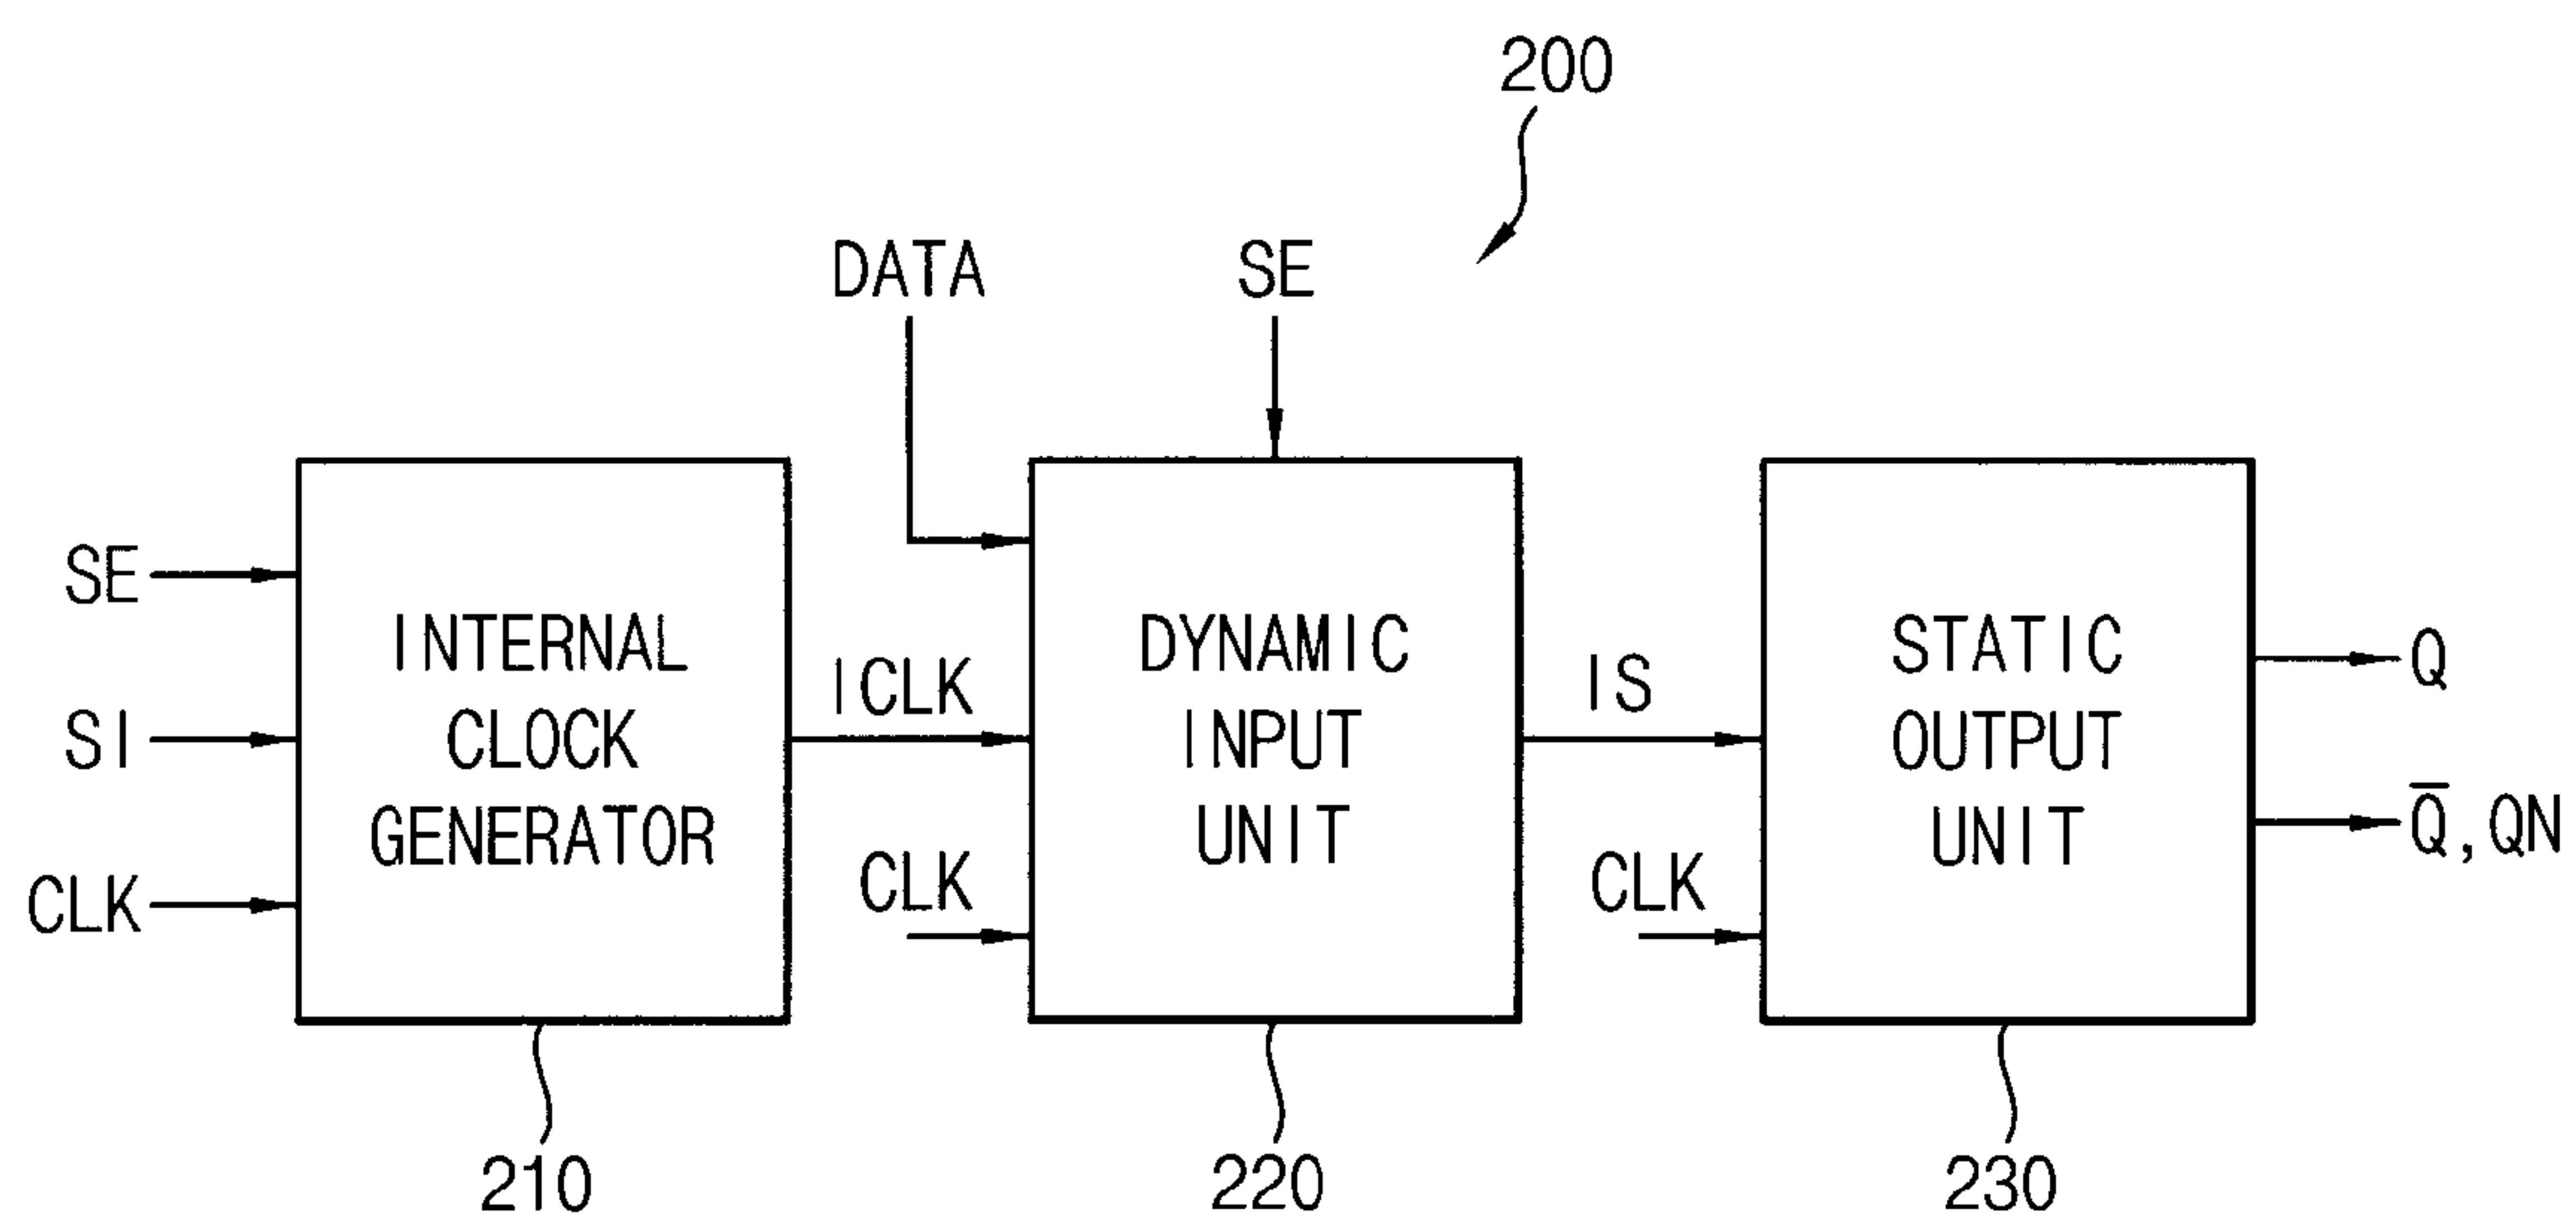 200
DATA
SE
SE
SI
CLK
INTERNAL
CLOCK
GENERATOR
ICLK
CLK
DYNAMIC
INPUT
UNIT
IS
CLK
STATIC
OUTPUT
UNIT
Q
Q̅, QN
210
220
230